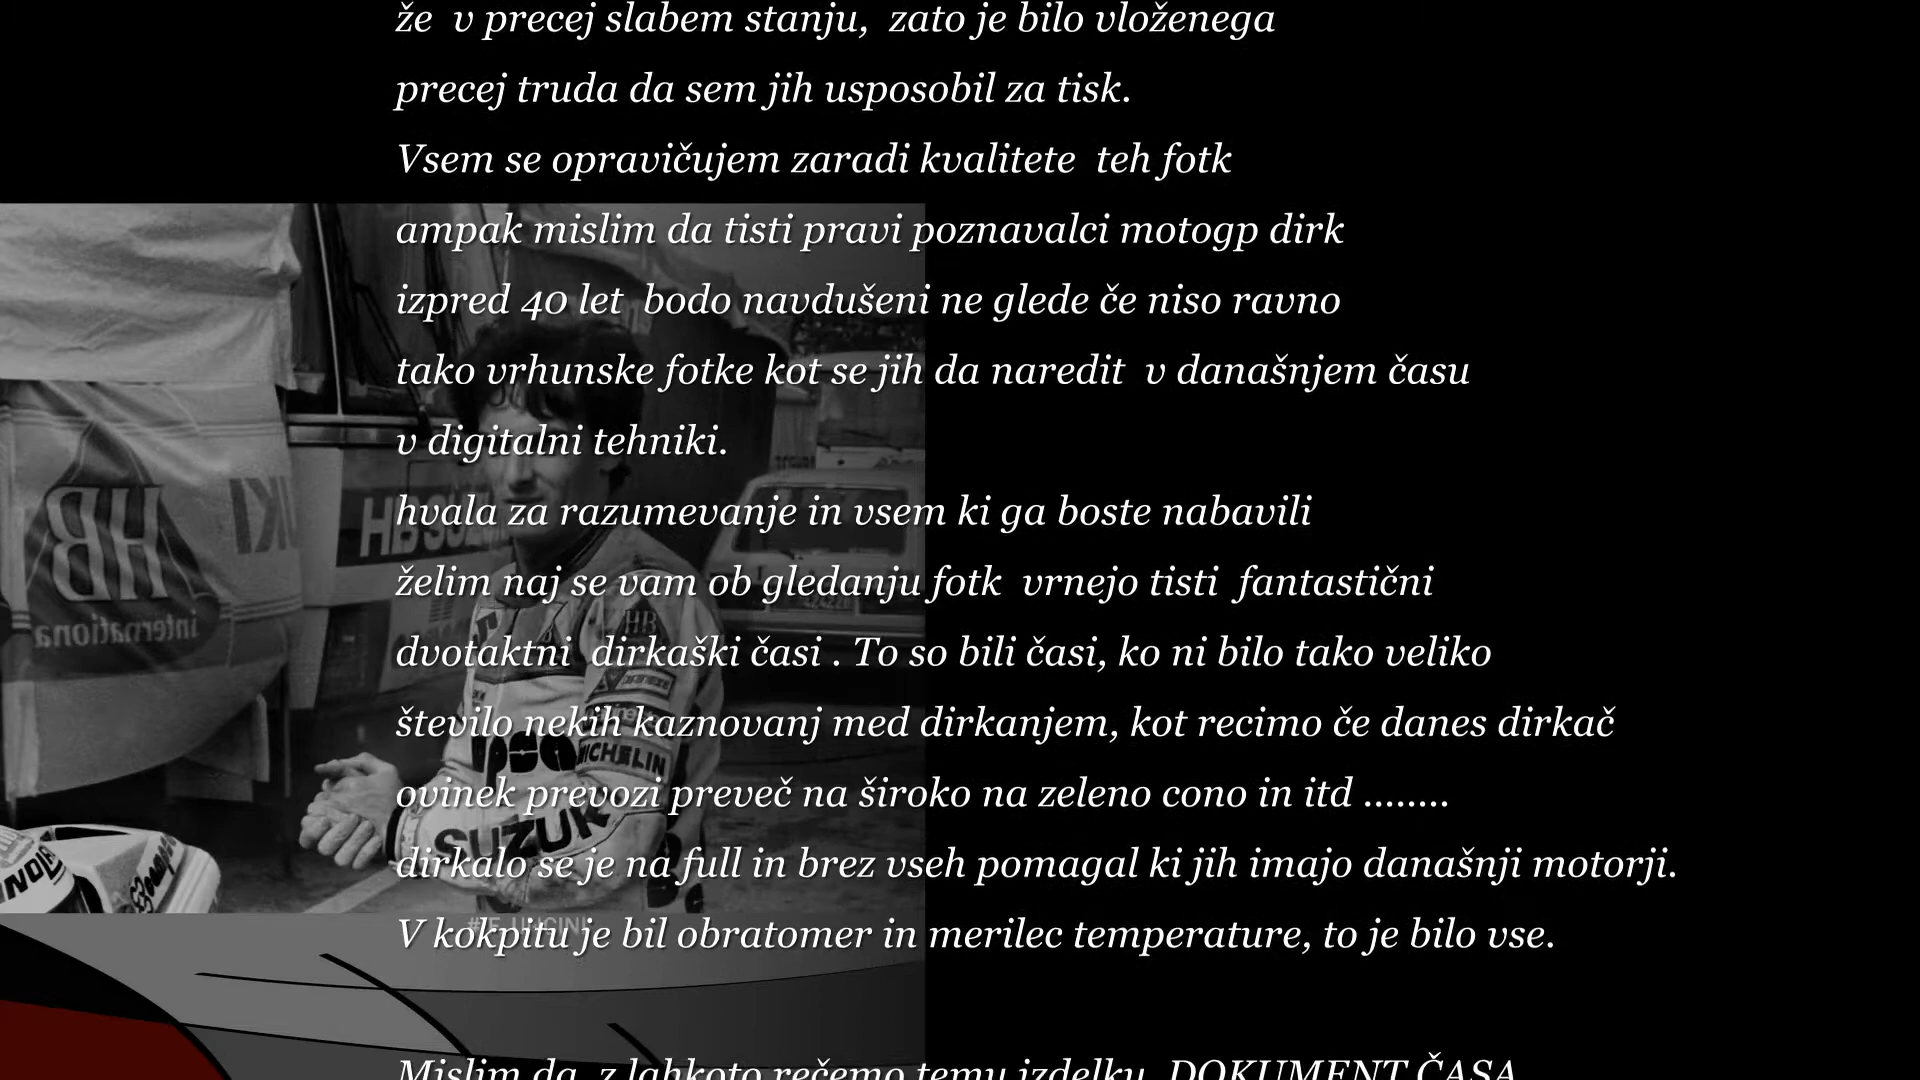 že v precej slabem stanju, zato je bilo vloženega
precej truda da sem jih usposobil za tisk.
Vsem se opravičujem zaradi kvalitete teh fotk
ampak mislim da tisti pravi poznavalci motogp dirk
izpred 40 let bodo navdušeni ne glede če niso ravno
tako vrhunske fotke kot se jih da naredit v današnjem času
v digitalni tehniki.
hvala za razumevanje in vsem ki ga boste nabavili
želim naj se vam ob gledanju fotk vrnejo tisti fantastični
dvotaktni dirkaški časi . To so bili časi, ko ni bilo tako veliko
število nekih kaznovanj med dirkanjem, kot recimo če danes dirkač
ovinek prevozi preveč na široko na zeleno cono in itd ........
dirkalo se je na full in brez vseh pomagal ki jih imajo današnji motorji.
V kokpitu je bil obratomer in merilec temperature, to je bilo vse.
Mislim da z lahkoto rečemo temu izdelku DOKUMENT ČASA
HB
international
HB
HB
MICHELIN